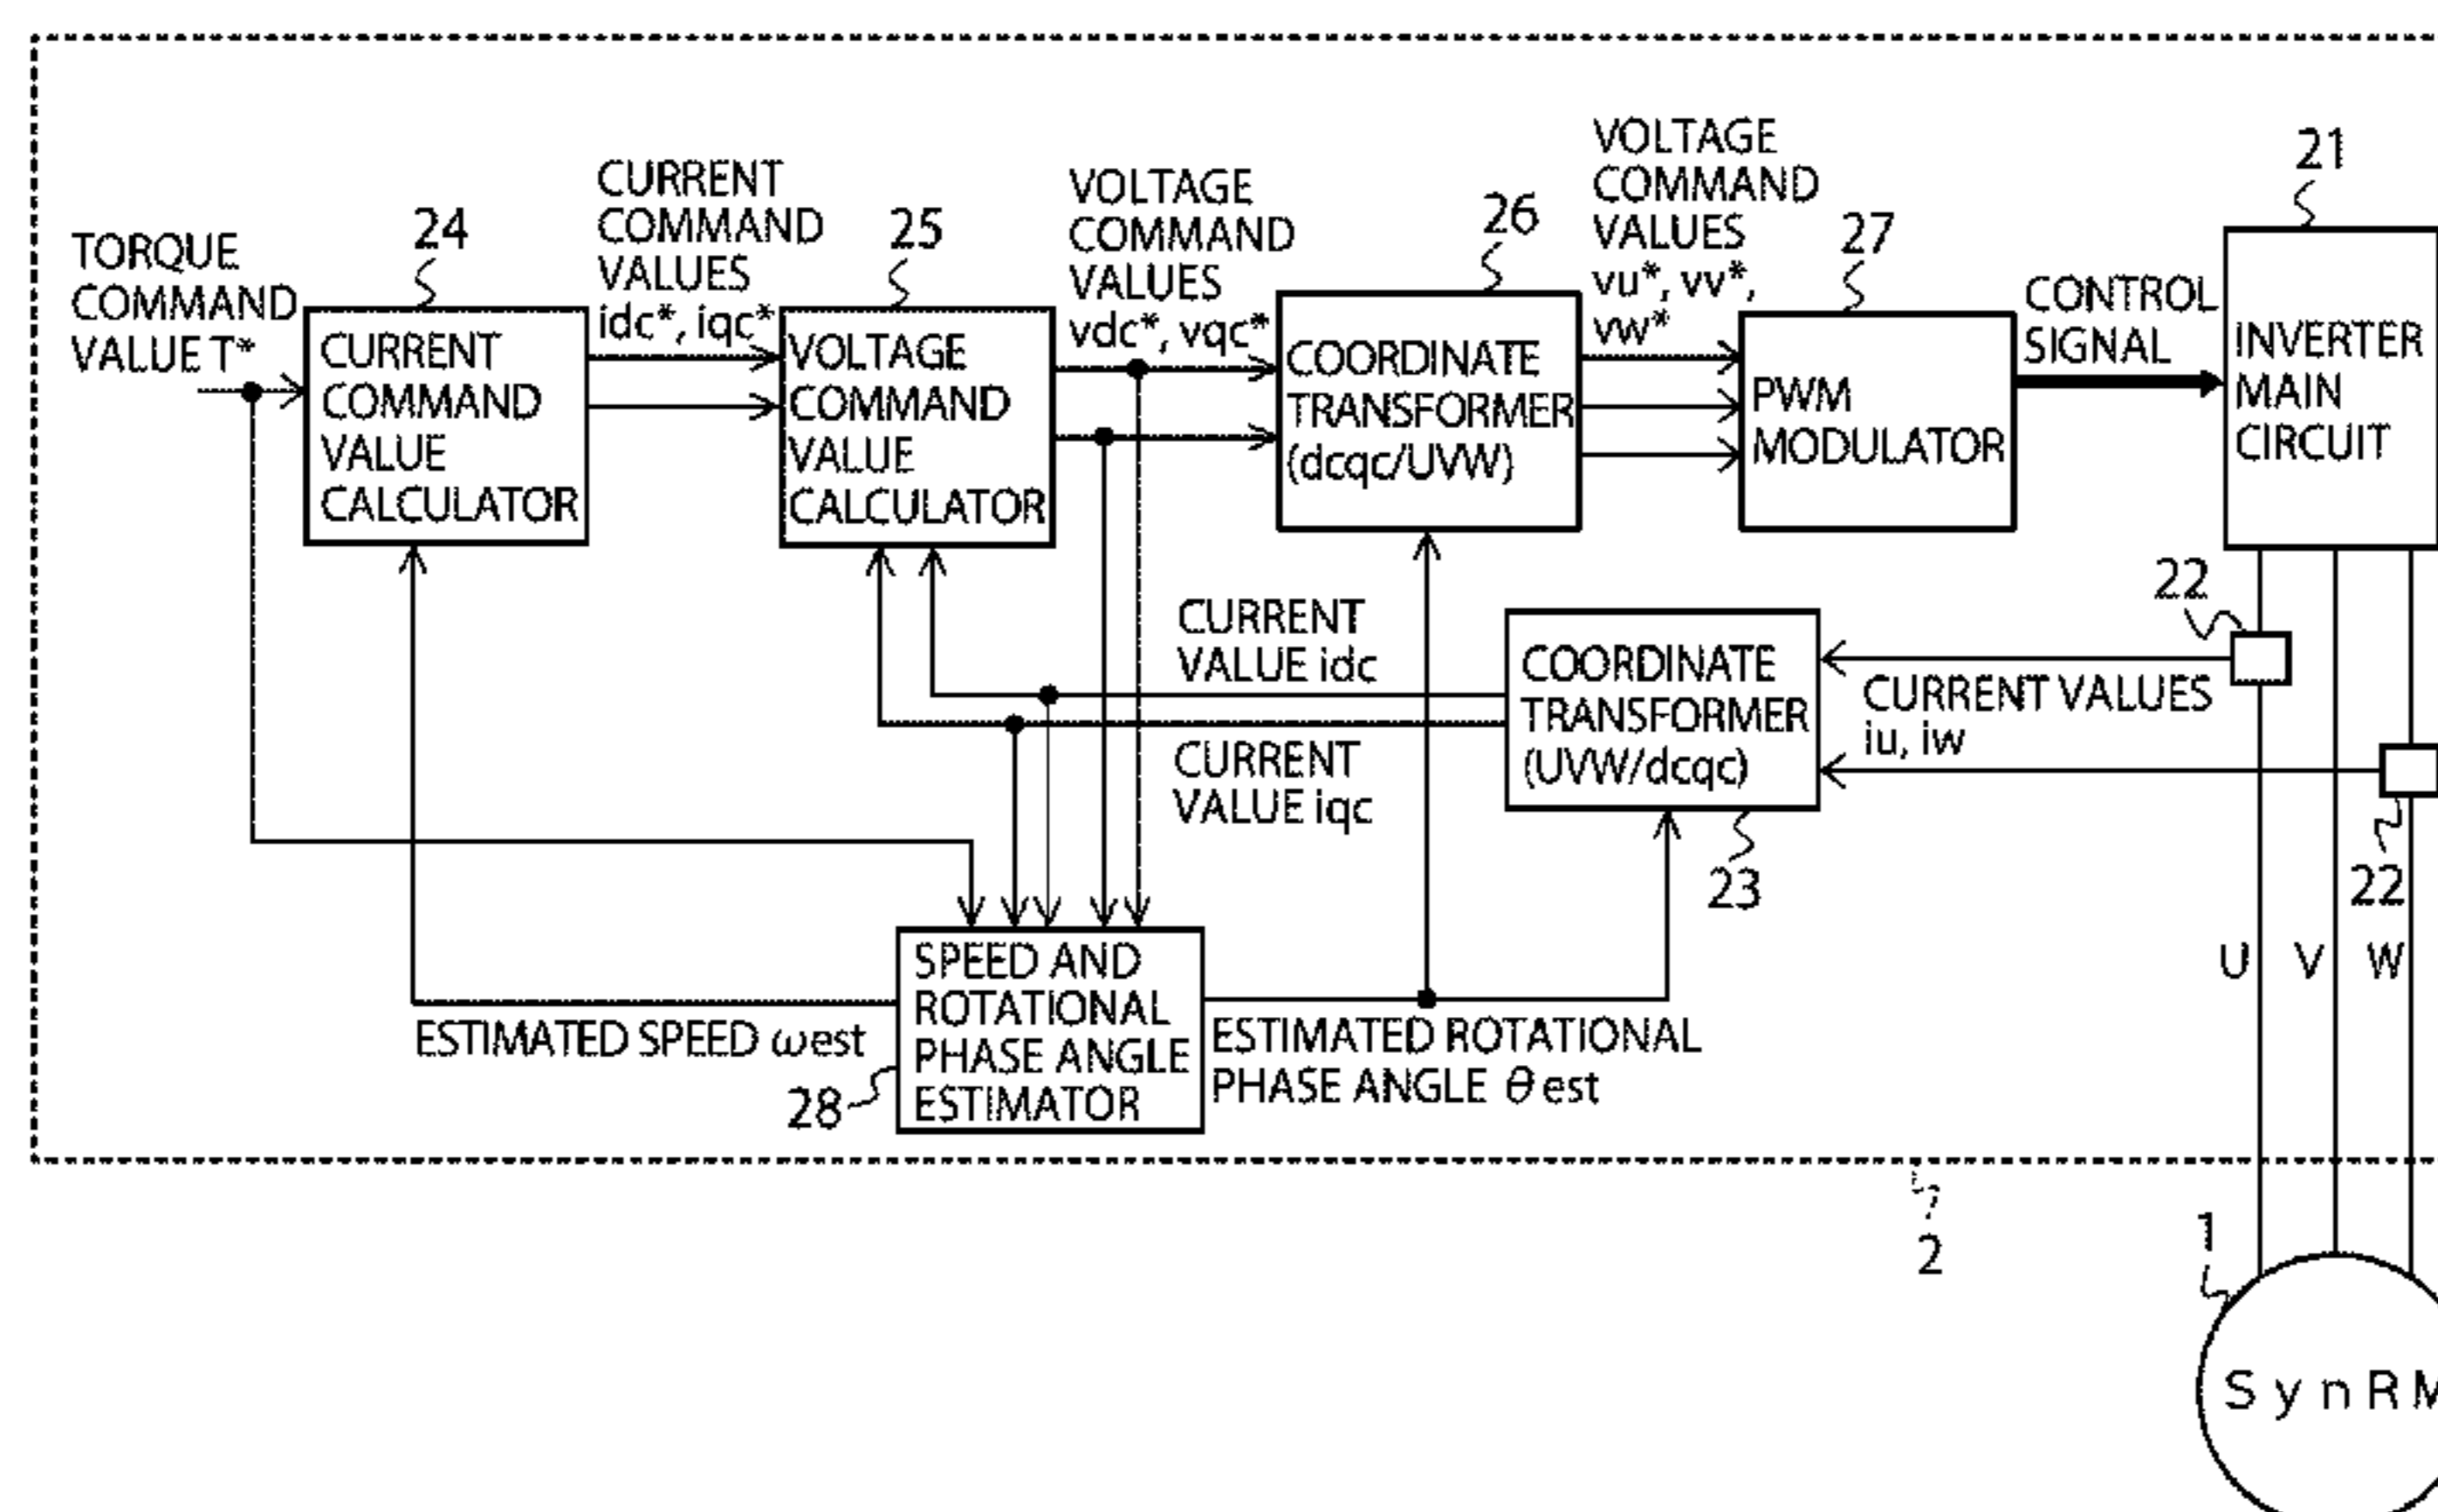 21
VOLTAGE
COMMAND
VALUES
vu*, vv*,
vw*
CURRENT
COMMAND
VALUES
idc*, iqc*
VOLTAGE
COMMAND
VALUES
vdc*, vqc*
26
24
25
27
TORQUE
COMMAND
VALUE T*
CONTROL
SIGNAL
CURRENT
COMMAND
VALUE
CALCULATOR
VOLTAGE
COMMAND
VALUE
CALCULATOR
COORDINATE
TRANSFORMER
(dcqc/UVW)
PWM
MODULATOR
INVERTER
MAIN
CIRCUIT
22
CURRENT
VALUE idc
COORDINATE
TRANSFORMER
(UVW/dcqc)
CURRENT VALUES
iu, iw
CURRENT
VALUE iqc
23
22
U V W
SPEED AND
ROTATIONAL
PHASE ANGLE
ESTIMATOR
ESTIMATED SPEED ωest
ESTIMATED ROTATIONAL
PHASE ANGLE θest
28
2
1
SynRM